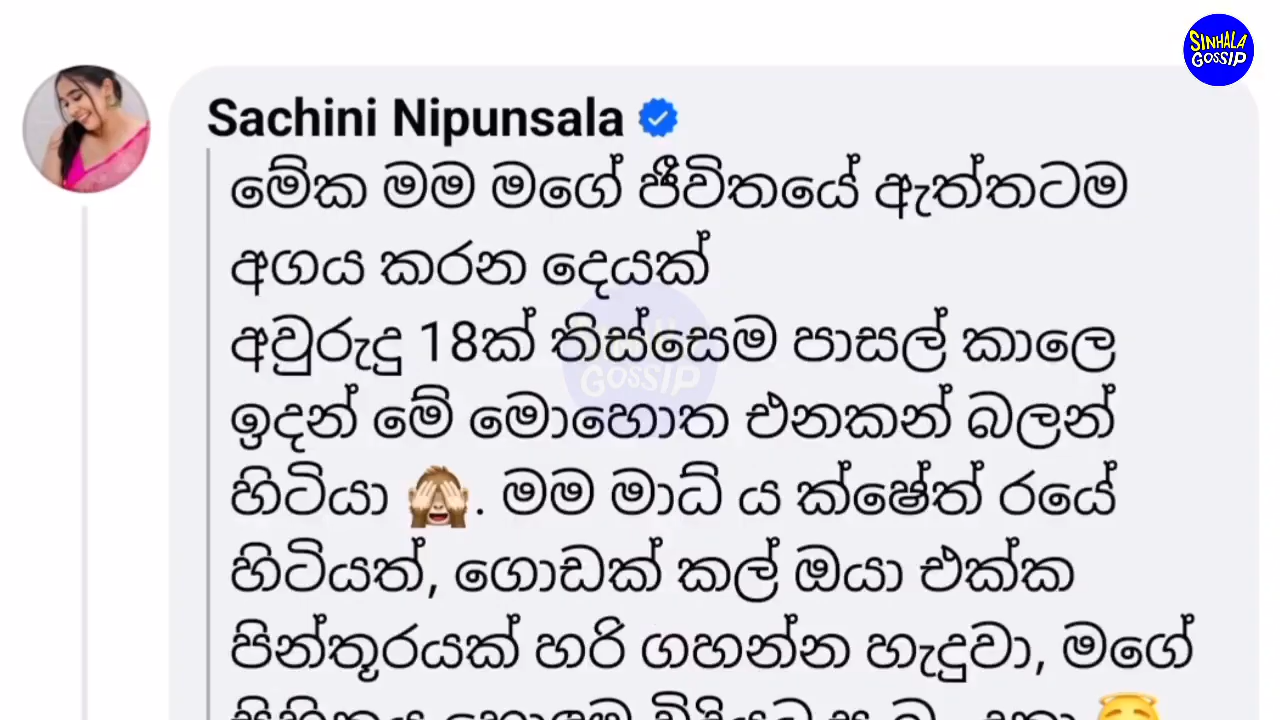 SINHALA
GOSSIP
Sachini Nipunsala
මේක මම මගේ ජීවිතයේ ඇත්තටම
අගය කරන දෙයක්
අවුරුදු 18ක් තිස්සෙම පාසල් කාලෙ
ඉදන් මේ මොහොත එනකන් බලන්
හිටියා 🙈. මම මාධ් ය ක්ෂේත් රයේ
හිටියත්, ගොඩක් කල් ඔයා එක්ක
පින්තූරයක් හරි ගහන්න හැදුවා, මගේ